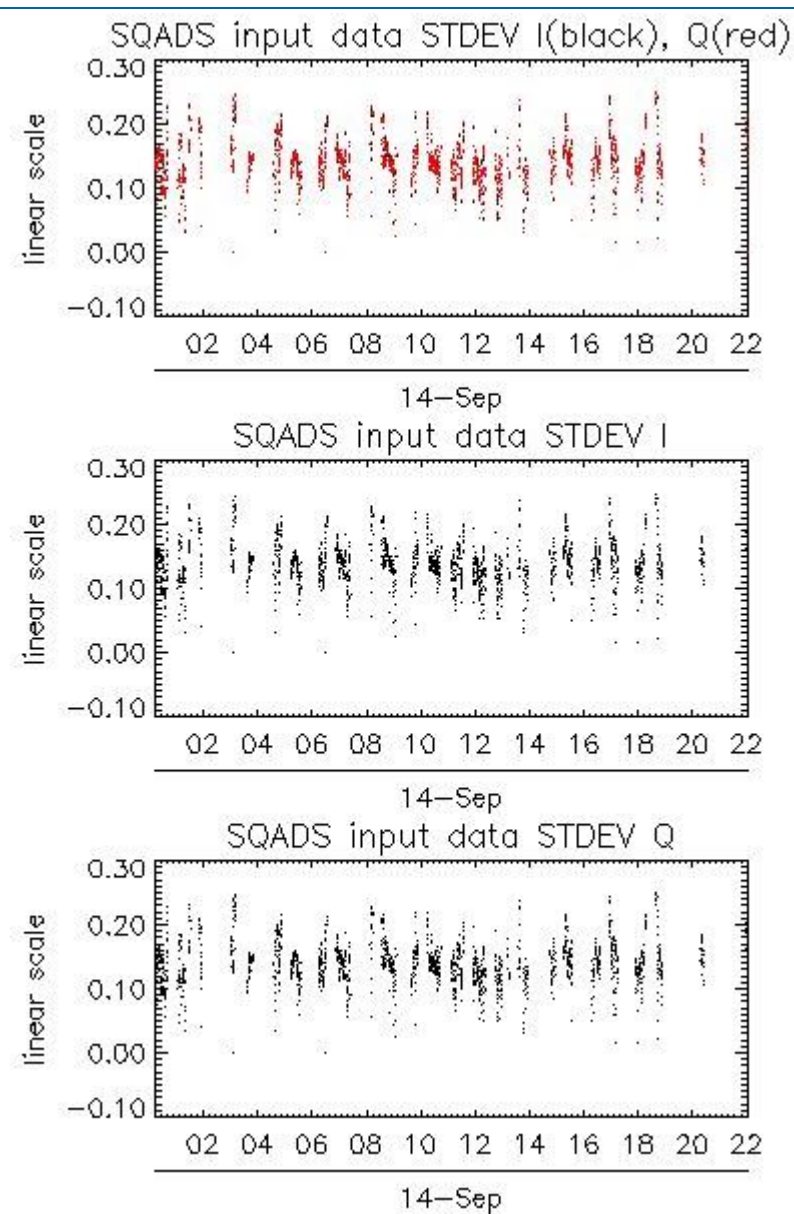 SQADS input data STDEV I(black), Q(red)
0.30
0.20
0.10
0.00
-0.10
linear scale
02 04 06 08 10 12 14 16 18 20 22
14-Sep
SQADS input data STDEV I
0.30
0.20
0.10
0.00
-0.10
linear scale
02 04 06 08 10 12 14 16 18 20 22
14-Sep
SQADS input data STDEV Q
0.30
0.20
0.10
0.00
-0.10
linear scale
02 04 06 08 10 12 14 16 18 20 22
14-Sep